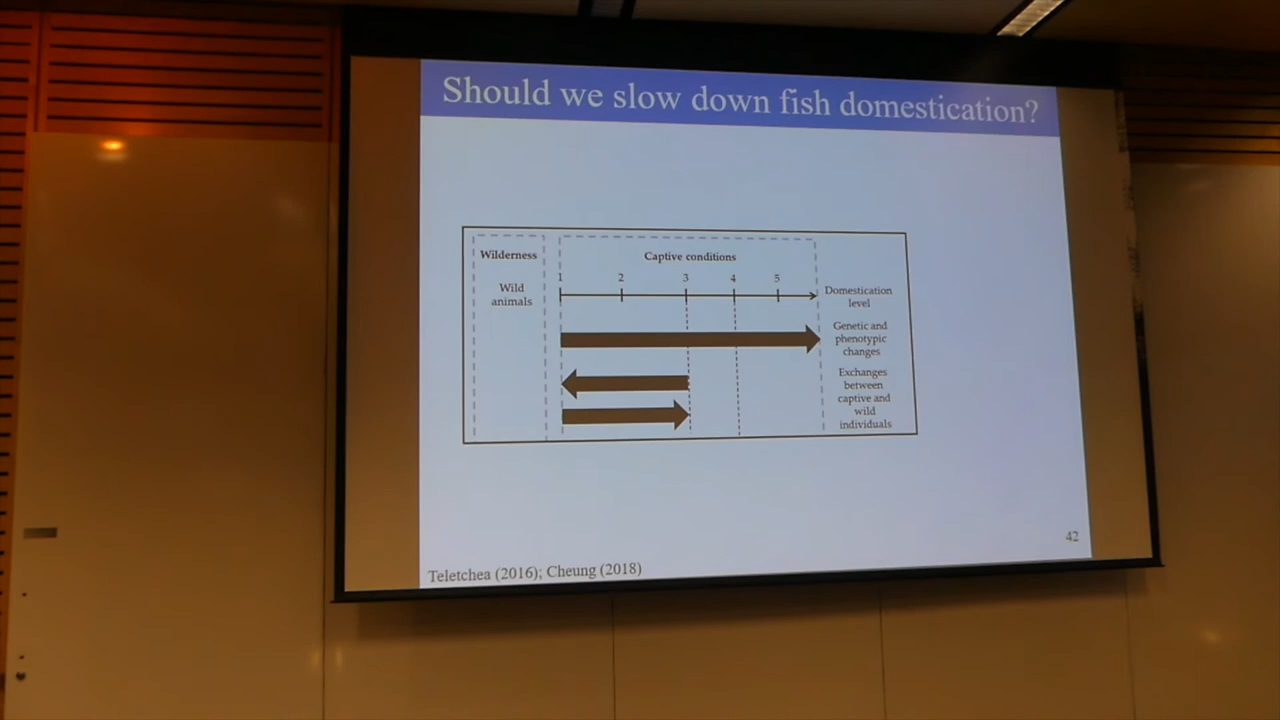 Should we slow down fish domestication?
Wilderness
Captive conditions
1 2 3 4 5
Wild
animals
Domestication
level
Genetic and
phenotypic
changes
Exchanges
between
captive and
wild
individuals
42
Teletchea (2016); Cheung (2018)